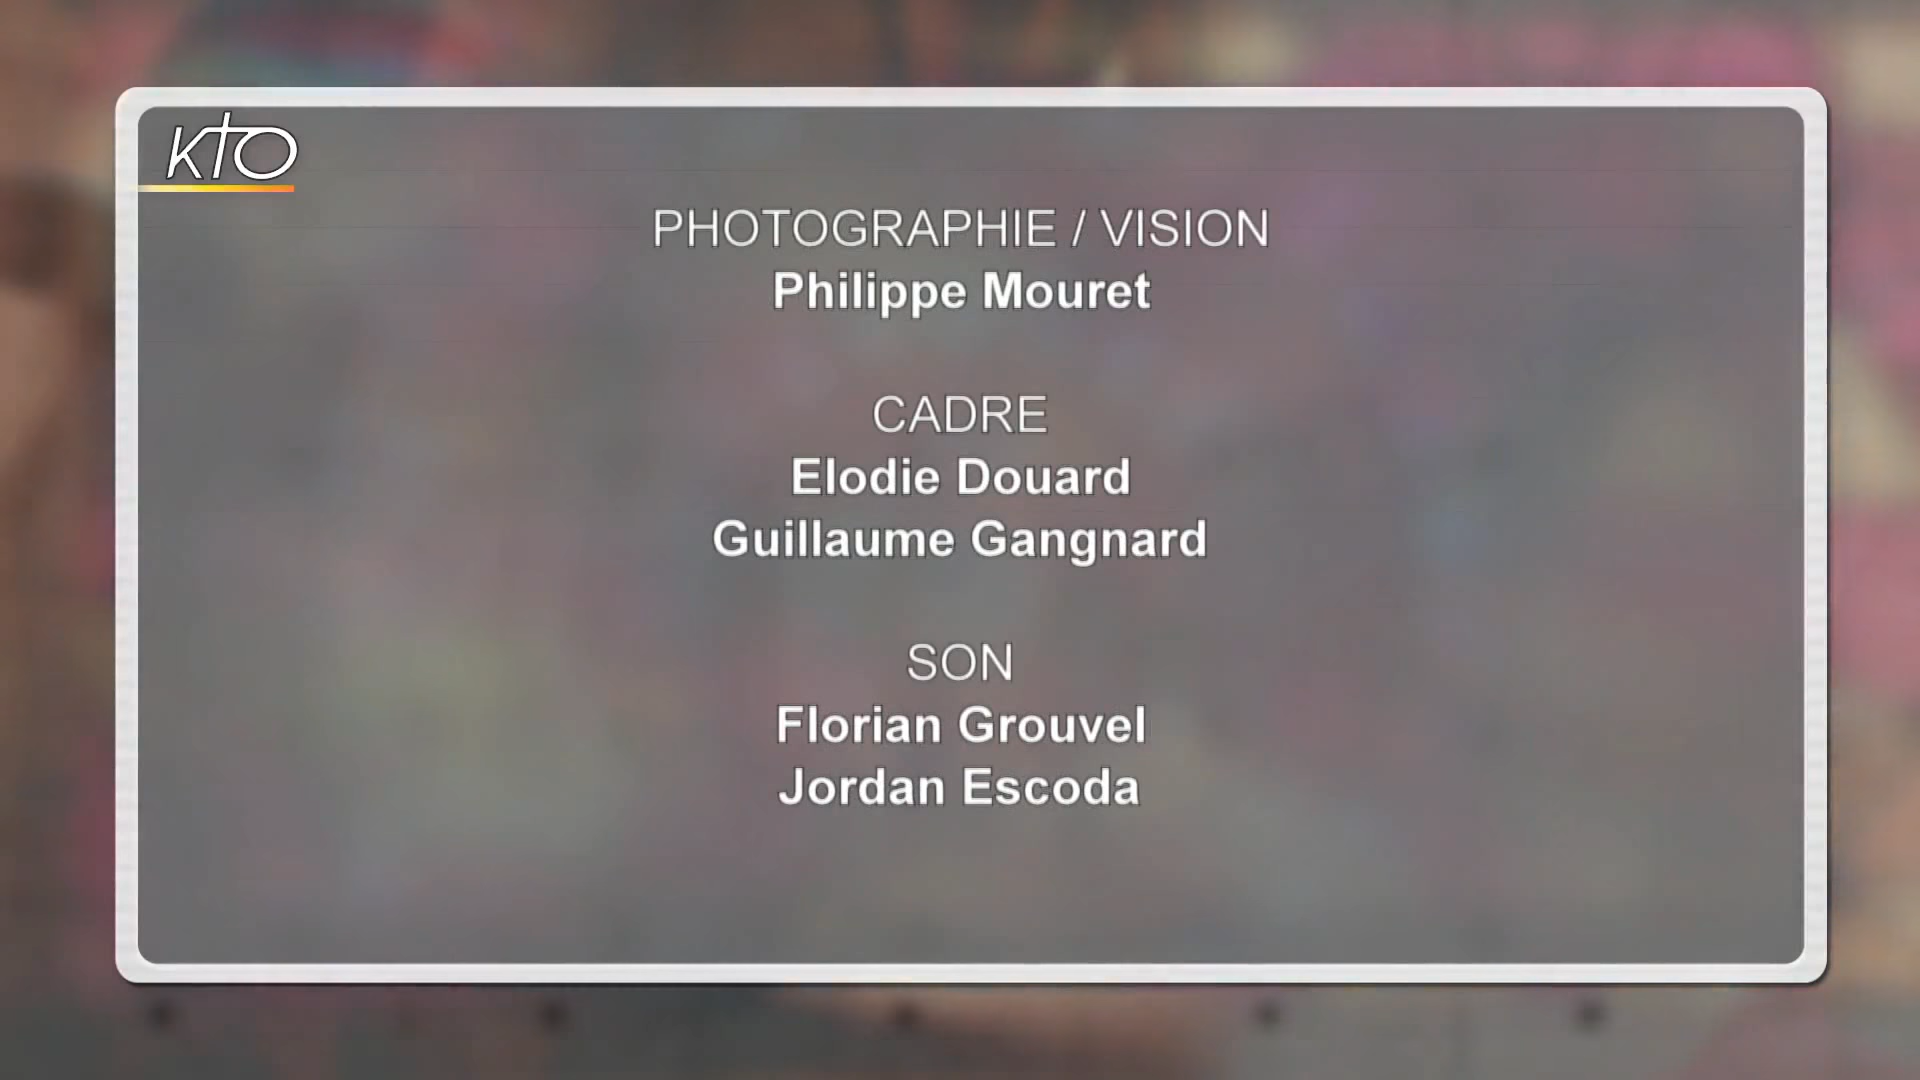 KTO
PHOTOGRAPHIE / VISION
Philippe Mouret
CADRE
Elodie Douard
Guillaume Gangnard
SON
Florian Grouvel
Jordan Escoda